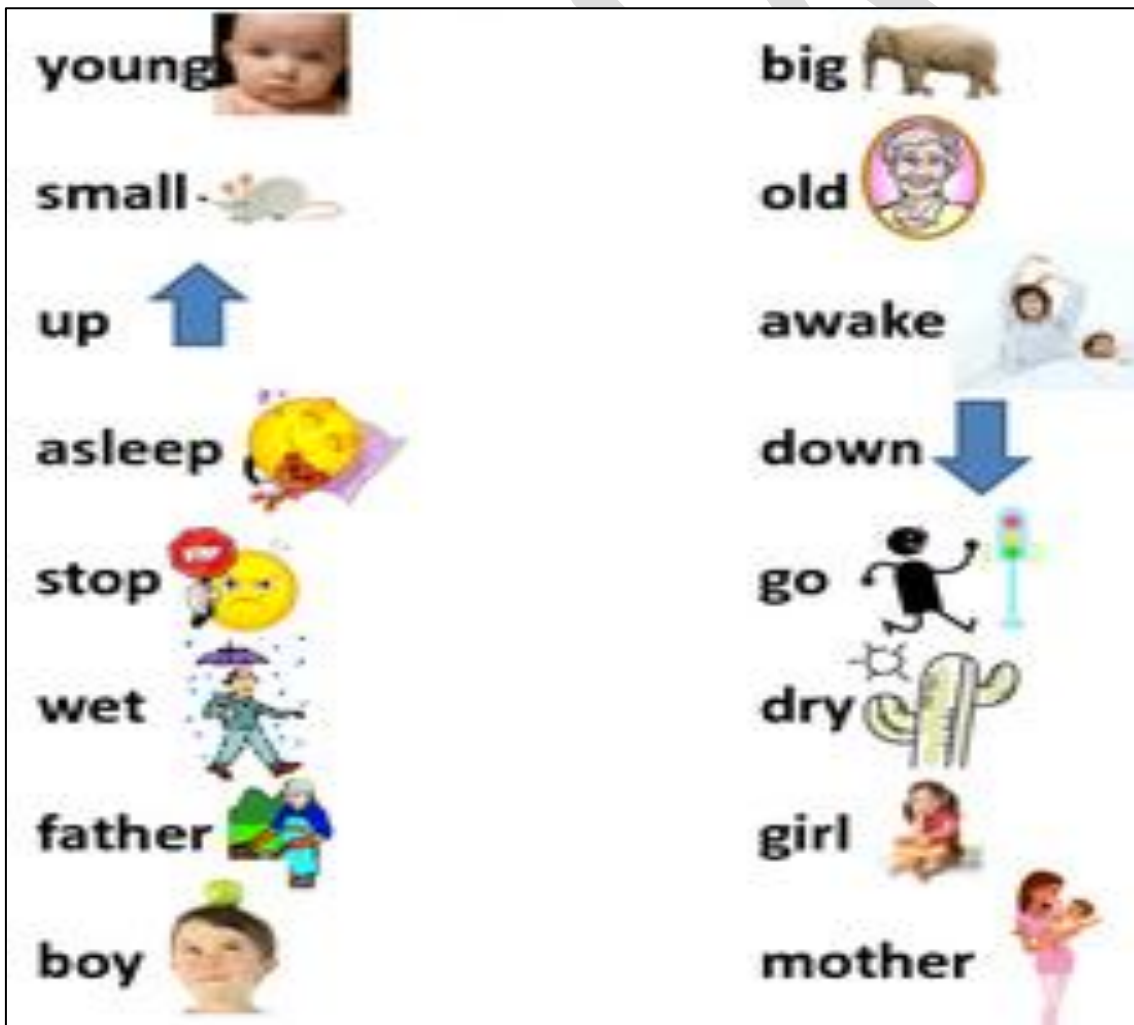 young big
small old
up awake
asleep down
stop go
wet dry
father girl
boy mother